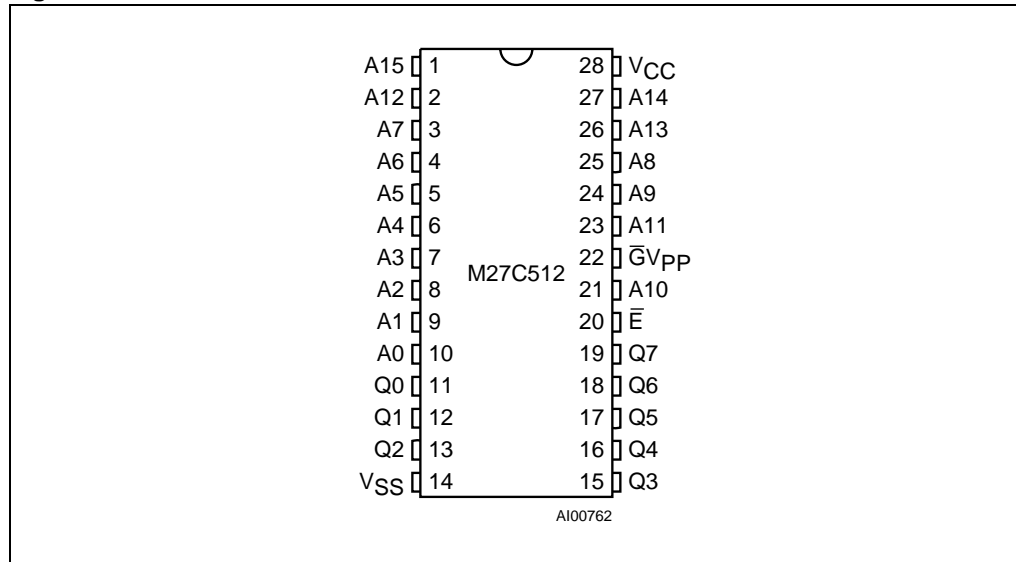 A15 1 28 VCC
A12 2 27 A14
A7 3 26 A13
A6 4 25 A8
A5 5 24 A9
A4 6 23 A11
A3 7 22 G̅VPP
M27C512
A2 8 21 A10
A1 9 20 E̅
A0 10 19 Q7
Q0 11 18 Q6
Q1 12 17 Q5
Q2 13 16 Q4
VSS 14 15 Q3
AI00762